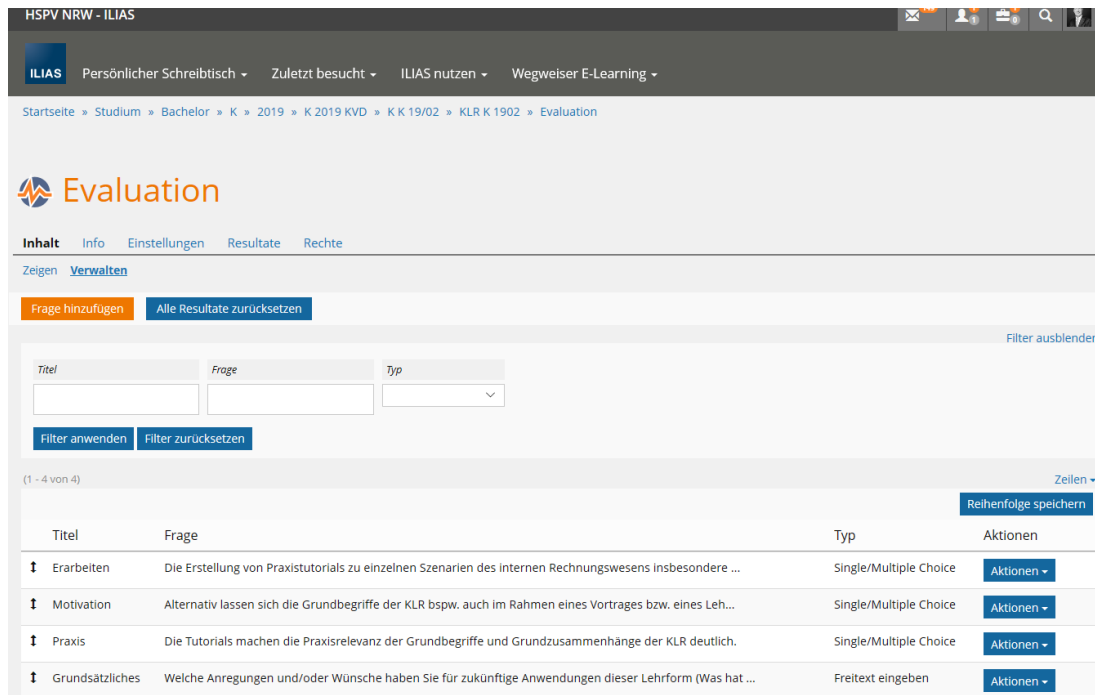 HSPV NRW - ILIAS
1 0
ILIAS Persönlicher Schreibtisch Zuletzt besucht ILIAS nutzen Wegweiser E-Learning
Startseite » Studium » Bachelor » K » 2019 » K 2019 KVD » K K 19/02 » KLR K 1902 » Evaluation
Evaluation
Inhalt Info Einstellungen Resultate Rechte
Zeigen Verwalten
Frage hinzufügen Alle Resultate zurücksetzen
Filter ausblenden
Titel Frage Typ
Filter anwenden Filter zurücksetzen
(1 - 4 von 4) Zeilen
Reihenfolge speichern
Titel Frage Typ Aktionen
Erarbeiten Die Erstellung von Praxistutorials zu einzelnen Szenarien des internen Rechnungswesens insbesondere ... Single/Multiple Choice Aktionen
Motivation Alternativ lassen sich die Grundbegriffe der KLR bspw. auch im Rahmen eines Vortrages bzw. eines Leh... Single/Multiple Choice Aktionen
Praxis Die Tutorials machen die Praxisrelevanz der Grundbegriffe und Grundzusammenhänge der KLR deutlich. Single/Multiple Choice Aktionen
Grundsätzliches Welche Anregungen und/oder Wünsche haben Sie für zukünftige Anwendungen dieser Lehrform (Was hat ... Freitext eingeben Aktionen